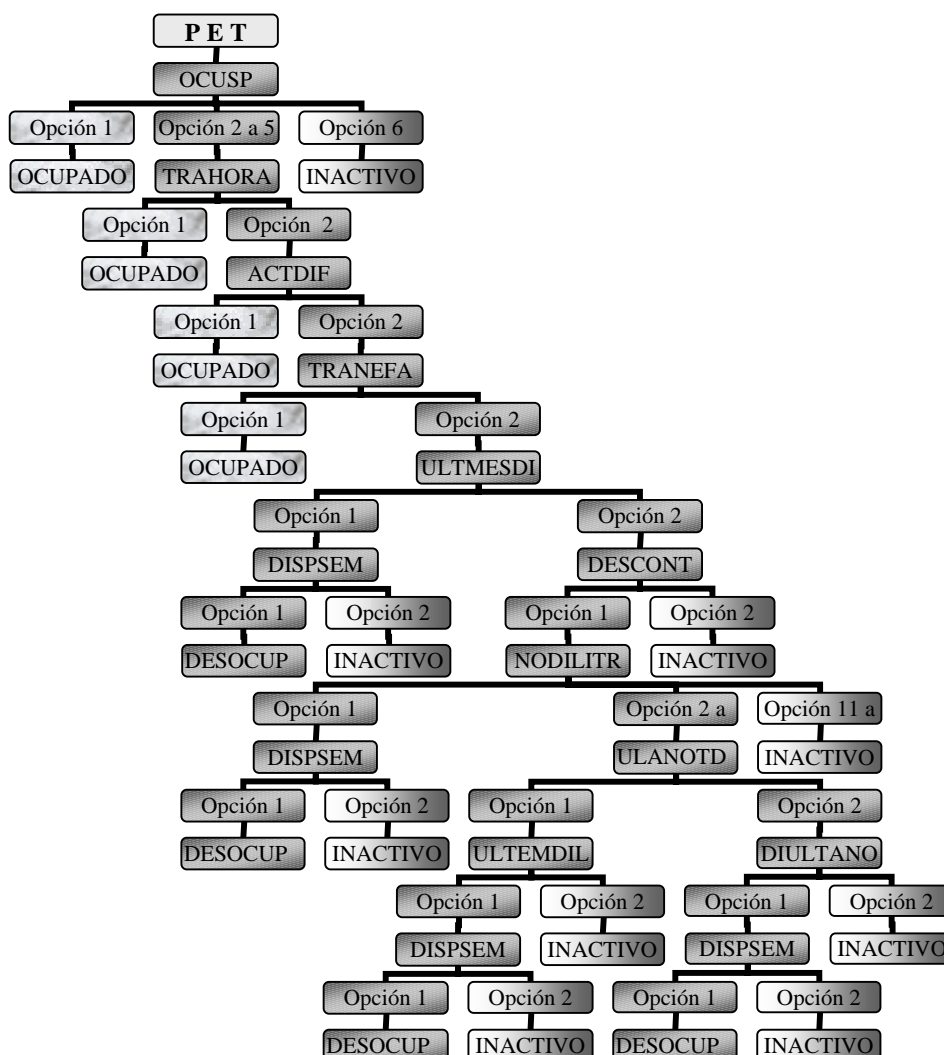 P E T
OCUSP
Opción 1 Opción 2 a 5 Opción 6
OCUPADO TRAHORA INACTIVO
Opción 1 Opción 2
OCUPADO ACTDIF
Opción 1 Opción 2
OCUPADO TRANEFA
Opción 1 Opción 2
OCUPADO ULTMESDI
Opción 1 Opción 2
DISPSEM DESCONT
Opción 1 Opción 2 Opción 1 Opción 2
DESOCUP INACTIVO NODILITR INACTIVO
Opción 1 Opción 2 a Opción 11 a
DISPSEM ULANOTD INACTIVO
Opción 1 Opción 2 Opción 1 Opción 2
DESOCUP INACTIVO ULTEMDIL DIULTANO
Opción 1 Opción 2 Opción 1 Opción 2
DISPSEM INACTIVO DISPSEM INACTIVO
Opción 1 Opción 2 Opción 1 Opción 2
DESOCUP INACTIVO DESOCUP INACTIVO